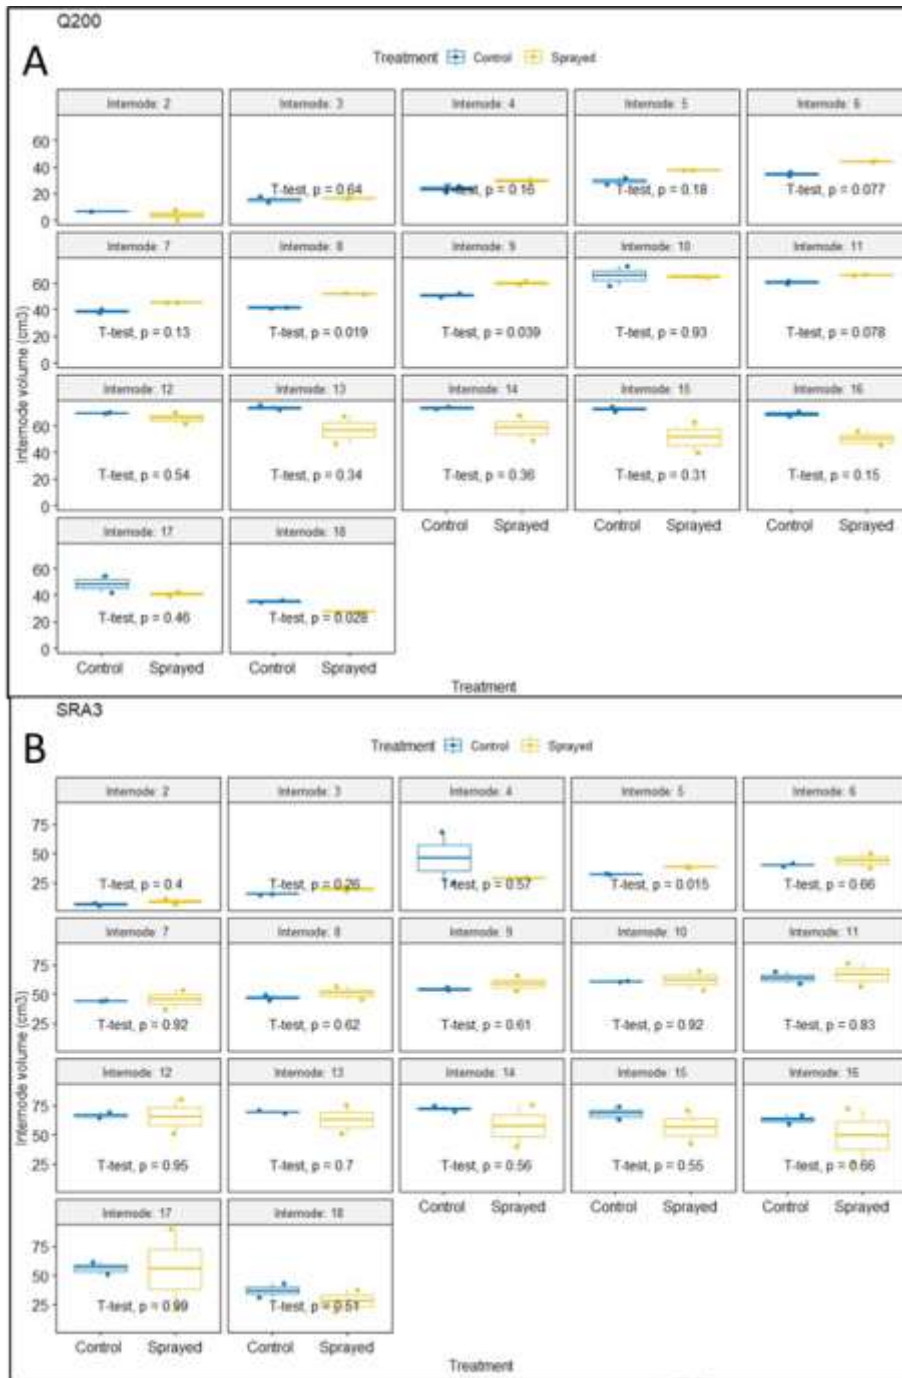 Q200
A
Treatment Control Sprayed
Internode: 2 Internode: 3 Internode: 4 Internode: 5 Internode: 6
60
40
20
0
T-test, p = 0.64 T-test, p = 0.16 T-test, p = 0.18 T-test, p = 0.077
Internode: 7 Internode: 8 Internode: 9 Internode: 10 Internode: 11
60
40
20
0
T-test, p = 0.13 T-test, p = 0.019 T-test, p = 0.039 T-test, p = 0.93 T-test, p = 0.078
Internode volume (cm3)
Internode: 12 Internode: 13 Internode: 14 Internode: 15 Internode: 16
60
40
20
0
T-test, p = 0.54 T-test, p = 0.34 T-test, p = 0.36 T-test, p = 0.31 T-test, p = 0.15
Control Sprayed Control Sprayed Control Sprayed
Internode: 17 Internode: 18
60
40
20
0
T-test, p = 0.46 T-test, p = 0.028
Control Sprayed Control Sprayed
Treatment
SRA3
B
Treatment Control Sprayed
Internode: 2 Internode: 3 Internode: 4 Internode: 5 Internode: 6
75
50
25
T-test, p = 0.4 T-test, p = 0.26 T-test, p = 0.57 T-test, p = 0.015 T-test, p = 0.66
Internode: 7 Internode: 8 Internode: 9 Internode: 10 Internode: 11
75
50
25
T-test, p = 0.92 T-test, p = 0.62 T-test, p = 0.61 T-test, p = 0.92 T-test, p = 0.83
Internode volume (cm3)
Internode: 12 Internode: 13 Internode: 14 Internode: 15 Internode: 16
75
50
25
T-test, p = 0.95 T-test, p = 0.7 T-test, p = 0.56 T-test, p = 0.55 T-test, p = 0.66
Control Sprayed Control Sprayed Control Sprayed
Internode: 17 Internode: 18
75
50
25
T-test, p = 0.99 T-test, p = 0.51
Control Sprayed Control Sprayed
Treatment